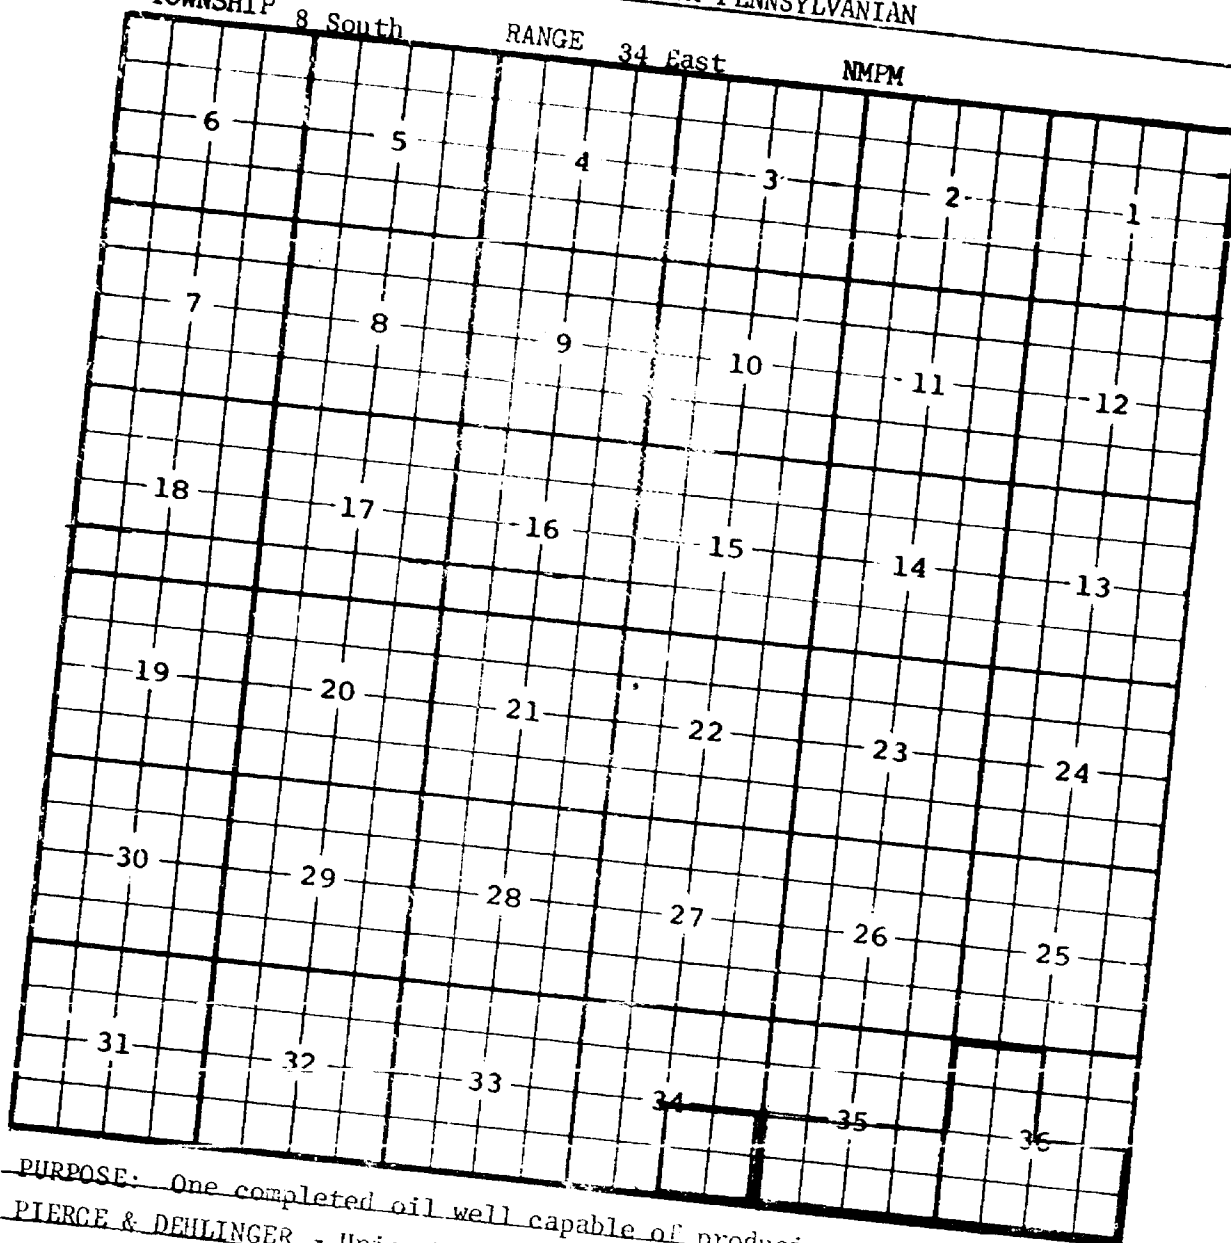 PENNSYLVANIAN
TOWNSHIP 8 South RANGE 34 East NMPM
6 5 4 3 2 1
7 8 9 10 11 12
18 17 16 15 14 13
19 20 21 22 23 24
30 29 28 27 26 25
31 32 33 34 35 36
PURPOSE: One completed oil well capable of
PIERCE & DEHLINGER -